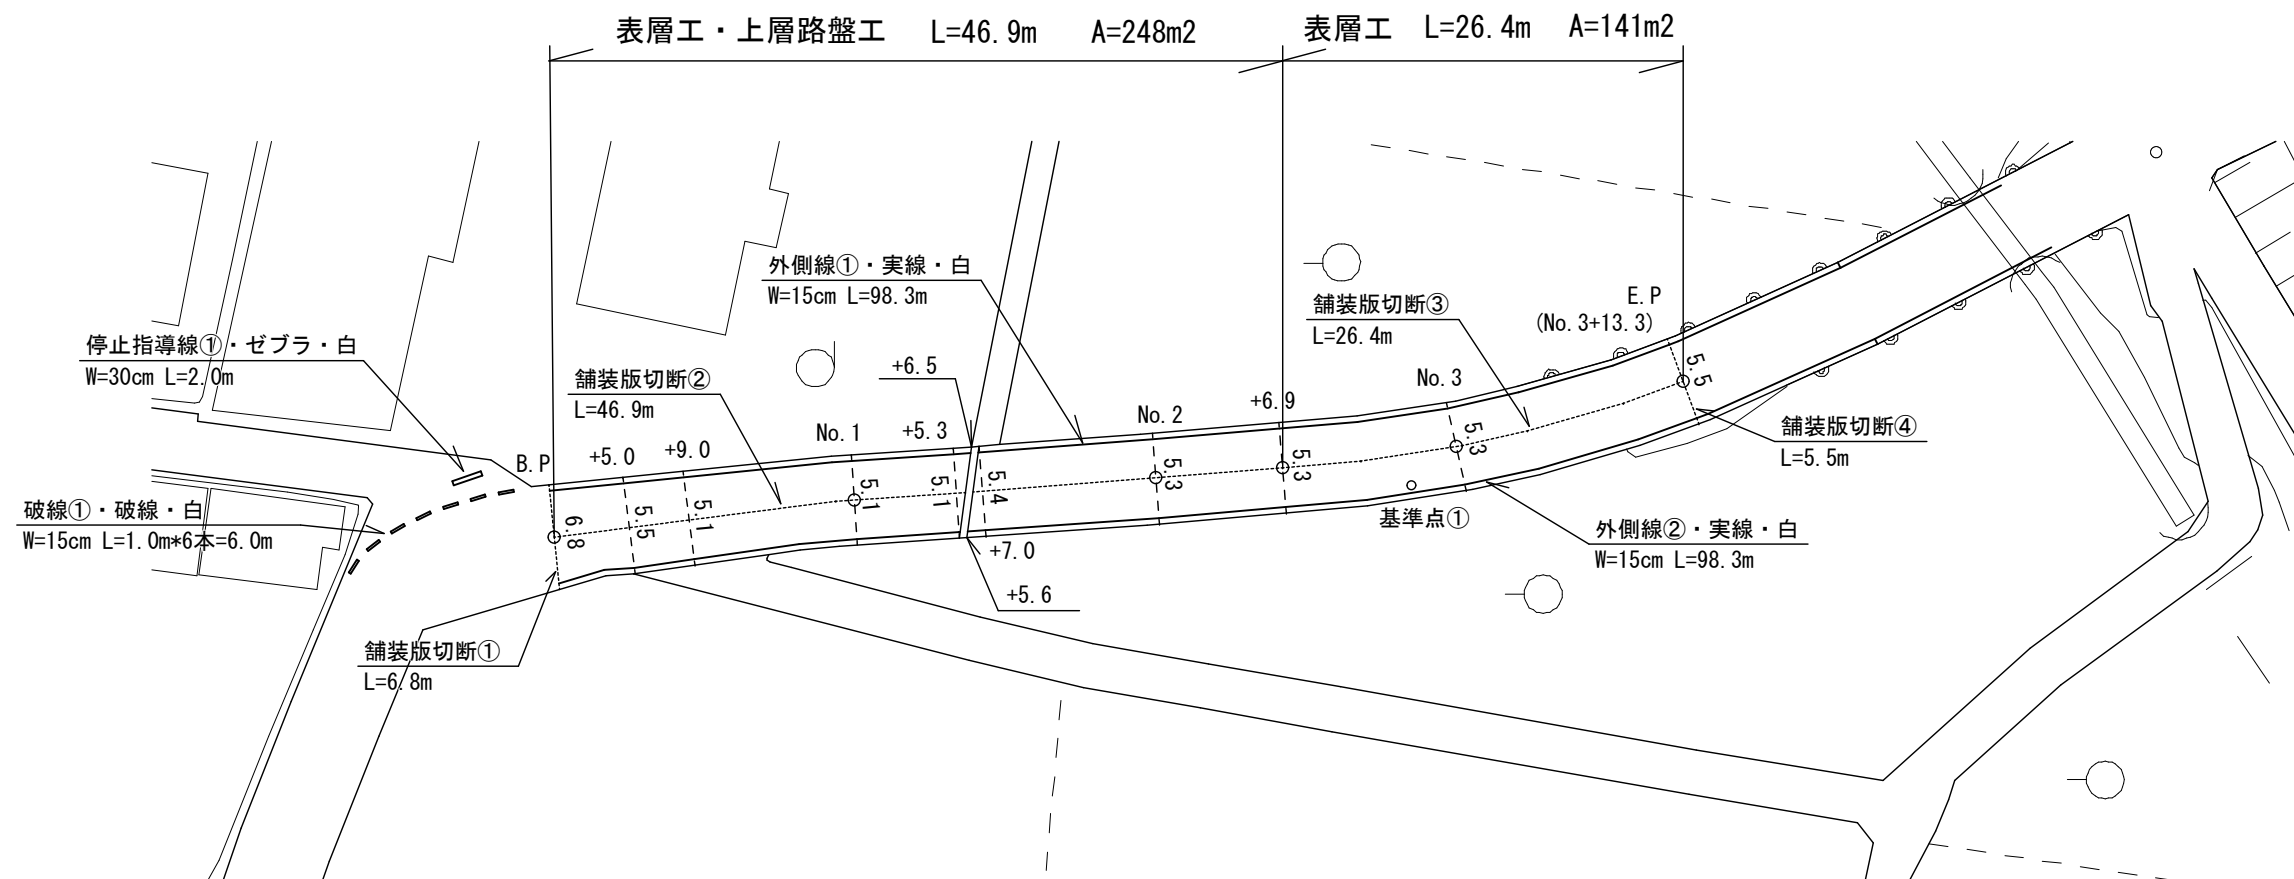 表層工・上層路盤工 L=46.9m A=248m2
表層工 L=26.4m A=141m2
外側線①・実線・白
W=15cm L=98.3m
舗装版切断③
L=26.4m
E.P
(No.3+13.3)
停止指導線①・ゼブラ・白
W=30cm L=2.0m
舗装版切断②
L=46.9m
+6.5
No.3
No.2
+6.9
No.1
+5.3
+9.0
+5.0
B.P
5.5
舗装版切断④
L=5.5m
6.8
5.5
5.1
5.1
5.1
5.4
5.3
5.3
5.3
破線①・破線・白
W=15cm L=1.0m*6本=6.0m
基準点①
外側線②・実線・白
W=15cm L=98.3m
+7.0
+5.6
舗装版切断①
L=6.8m